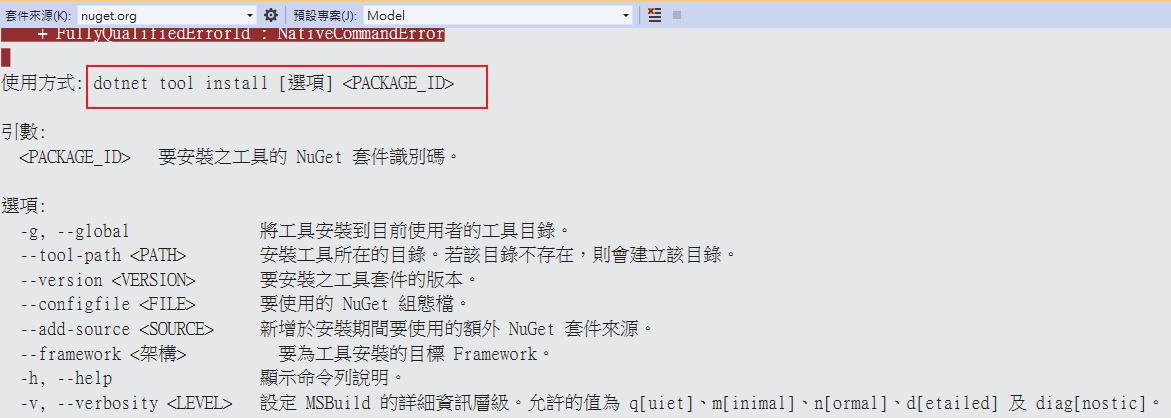 套件來源(K): nuget.org 預設專案(J): Model
+ FullyQualifiedErrorId : NativeCommandError
使用方式: dotnet tool install [選項] <PACKAGE_ID>
引數:
<PACKAGE_ID> 要安裝之工具的 NuGet 套件識別碼。
選項:
-g, --global 將工具安裝到目前使用者的工具目錄。
--tool-path <PATH> 安裝工具所在的目錄。若該目錄不存在，則會建立該目錄。
--version <VERSION> 要安裝之工具套件的版本。
--configfile <FILE> 要使用的 NuGet 組態檔。
--add-source <SOURCE> 新增於安裝期間要使用的額外 NuGet 套件來源。
--framework <架構> 要為工具安裝的目標 Framework。
-h, --help 顯示命令列說明。
-v, --verbosity <LEVEL> 設定 MSBuild 的詳細資訊層級。允許的值為 q[uiet]、m[inimal]、n[ormal]、d[etailed] 及 diag[nostic]。